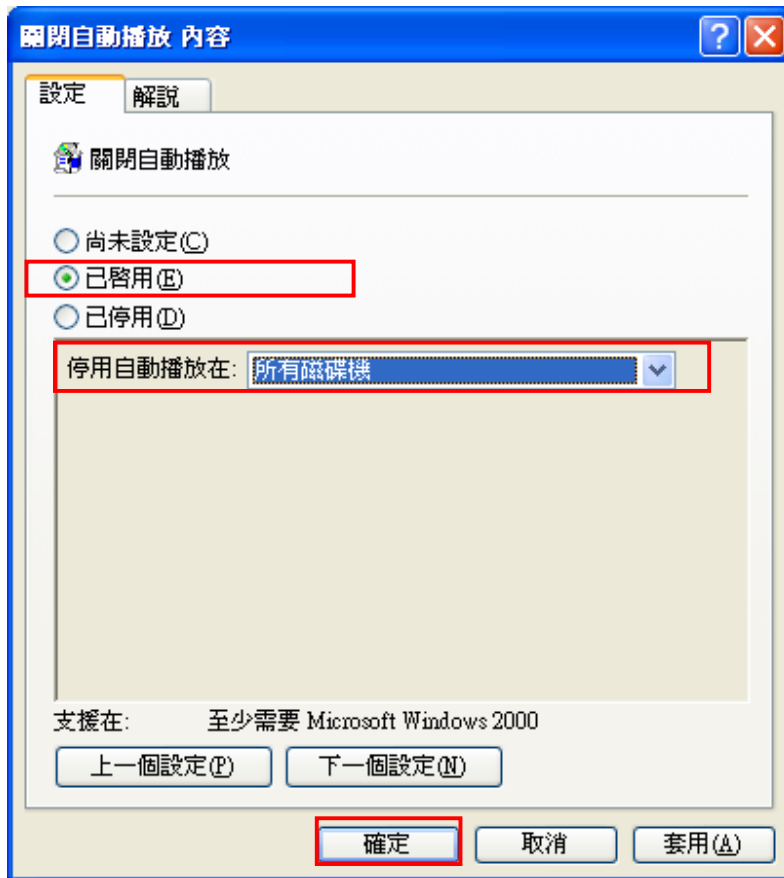 關閉自動播放 內容
設定 解說
關閉自動播放
尚未設定(C)
已啓用(E)
已停用(D)
停用自動播放在: 所有磁碟機
支援在: 至少需要 Microsoft Windows 2000
上一個設定(P) 下一個設定(N)
確定 取消 套用(A)